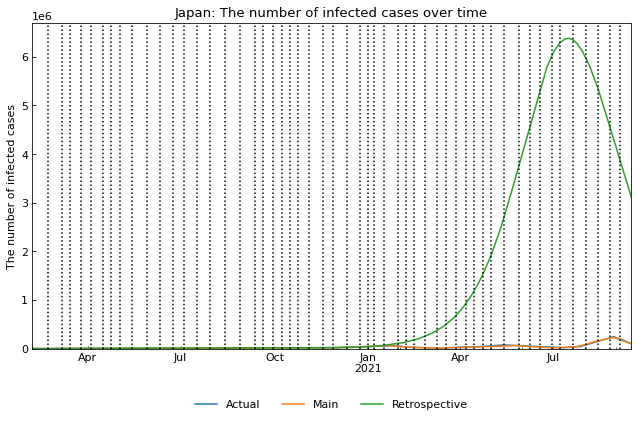 Japan: The number of infected cases over time
1e6
The number of infected cases
6
5
4
3
2
1
0
Apr Jul Oct Jan Apr Jul
2021
Actual Main Retrospective